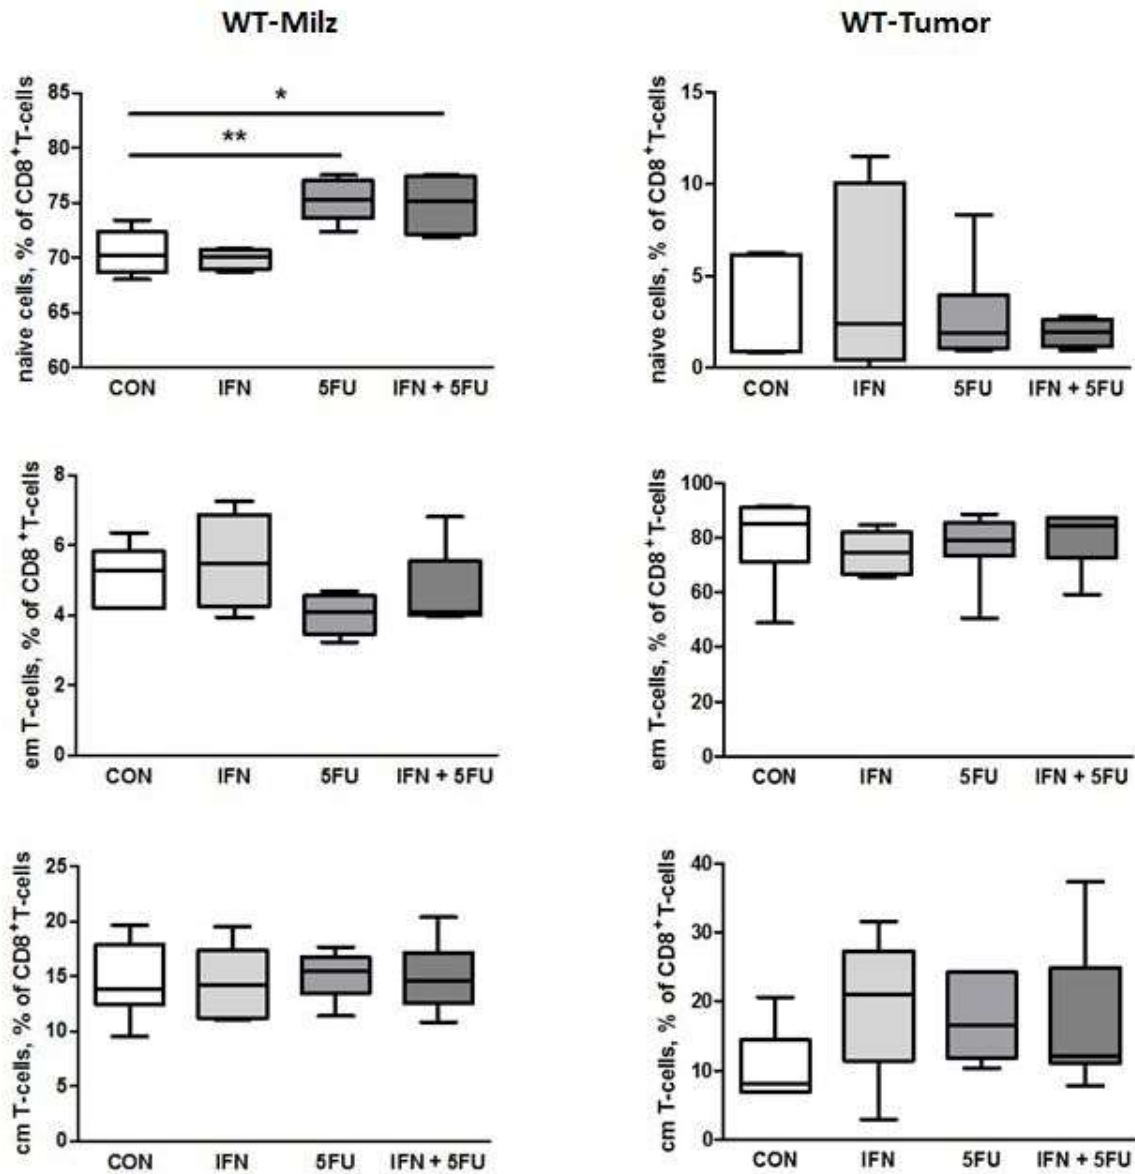 WT-Milz
WT-Tumor
naive cells, % of CD8⁺T-cells
85
80
75
70
65
60
*
**
CON IFN 5FU IFN + 5FU
naive cells, % of CD8⁺T-cells
15
10
5
0
CON IFN 5FU IFN + 5FU
em T-cells, % of CD8⁺T-cells
8
6
4
2
0
CON IFN 5FU IFN + 5FU
em T-cells, % of CD8⁺T-cells
100
80
60
40
20
0
CON IFN 5FU IFN + 5FU
cm T-cells, % of CD8⁺T-cells
25
20
15
10
5
0
CON IFN 5FU IFN + 5FU
cm T-cells, % of CD8⁺T-cells
40
30
20
10
0
CON IFN 5FU IFN + 5FU